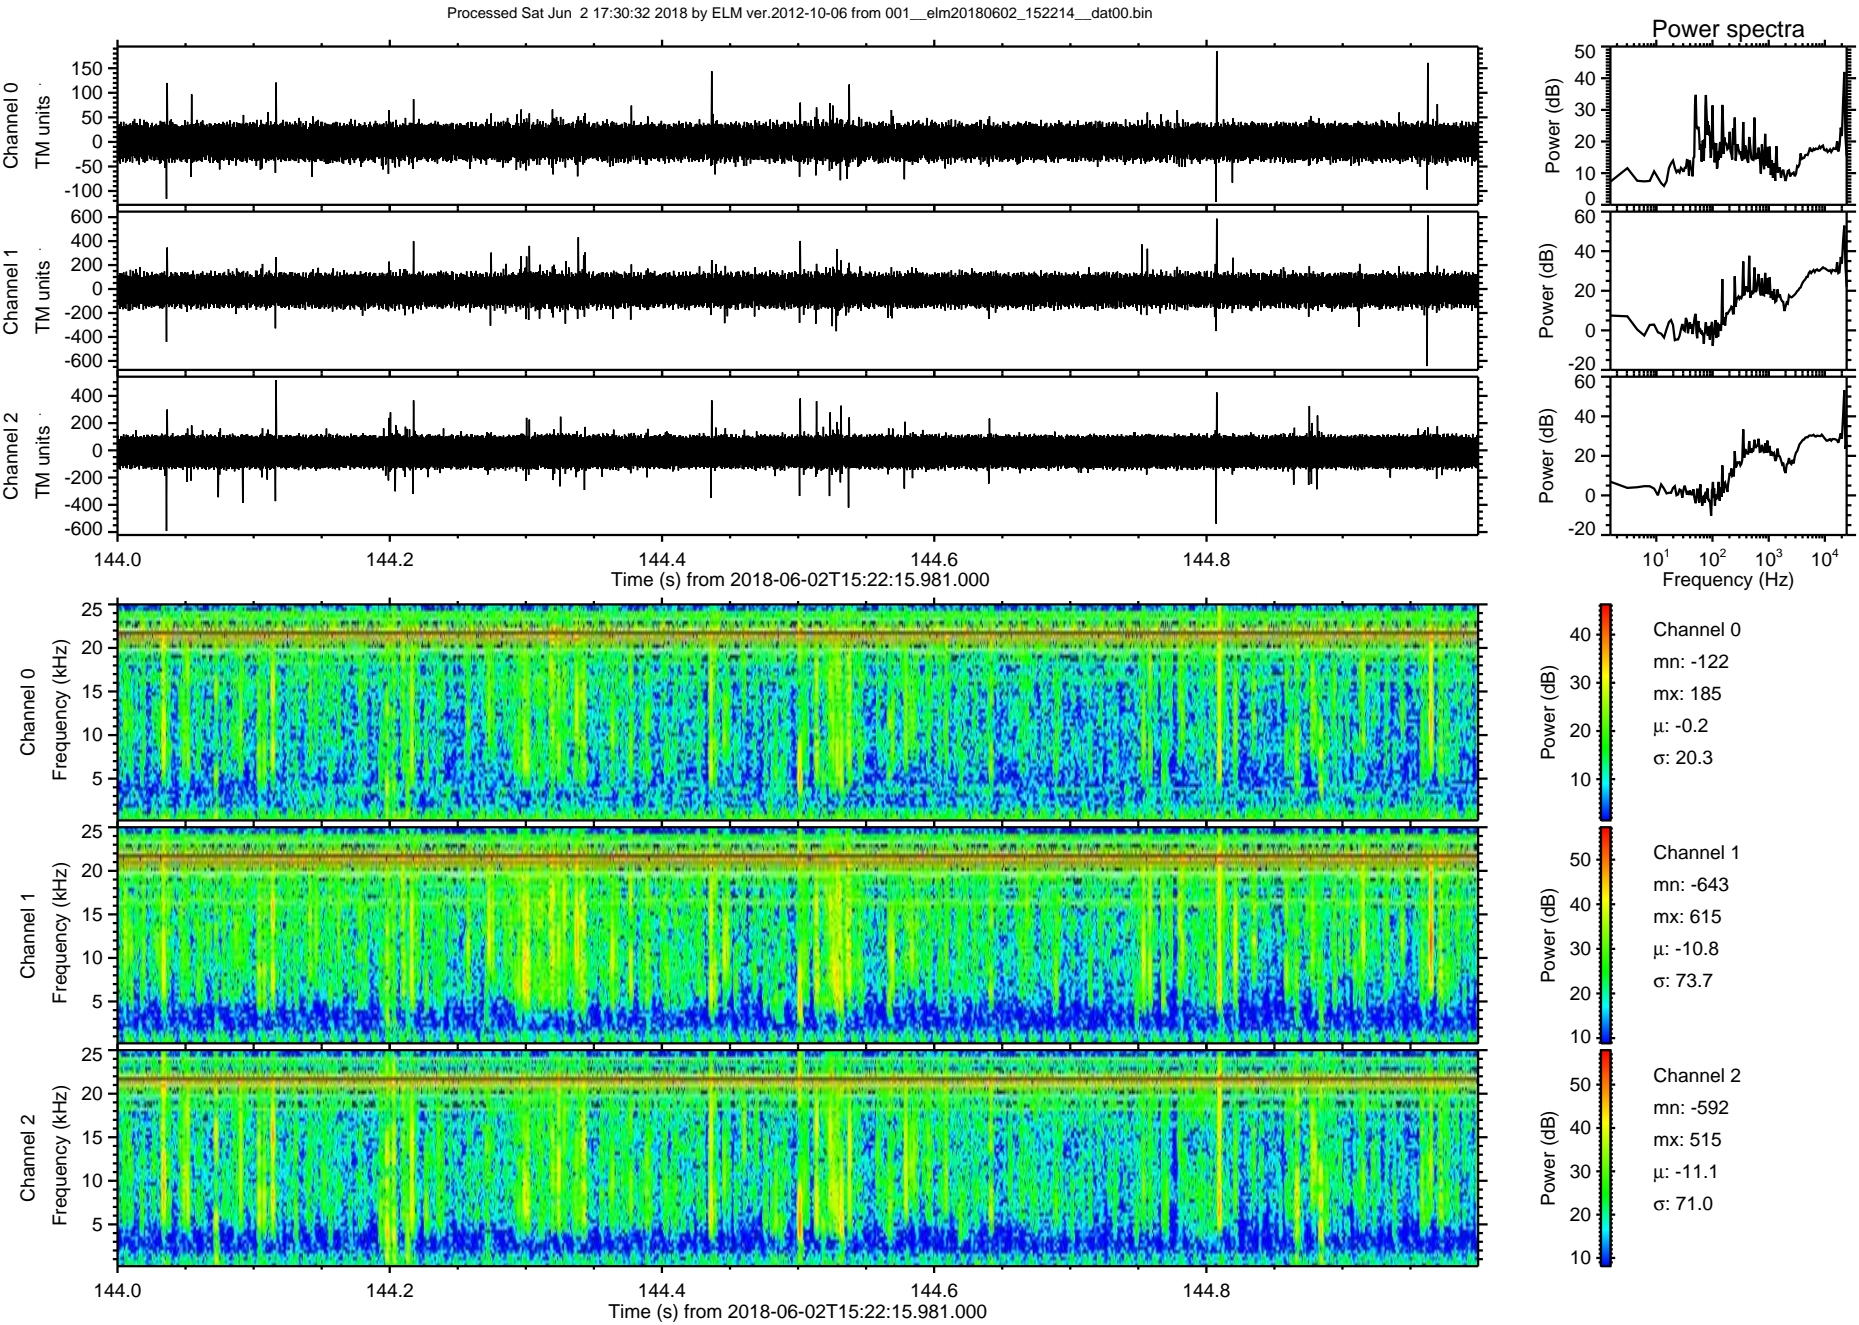 Processed Sat Jun  2 17:30:32 2018 by ELM ver.2012-10-06 from 001__elm20180602_152214__dat00.bin
Power spectra
Channel 0
TM units
150
100
50
0
-50
-100
Power (dB)
50
40
30
20
10
0
Channel 1
TM units
600
400
200
0
-200
-400
-600
Power (dB)
60
40
20
0
-20
Channel 2
TM units
400
200
0
-200
-400
-600
Power (dB)
60
40
20
0
-20
144.0
144.2
144.4
144.6
144.8
Time (s) from 2018-06-02T15:22:15.981.000
10¹
10²
10³
10⁴
Frequency (Hz)
Channel 0
Frequency (kHz)
25
20
15
10
5
Power (dB)
40
30
20
10
Channel 0
mn: -122
mx: 185
µ: -0.2
σ: 20.3
Channel 1
Frequency (kHz)
25
20
15
10
5
Power (dB)
50
40
30
20
10
Channel 1
mn: -643
mx: 615
µ: -10.8
σ: 73.7
Channel 2
Frequency (kHz)
25
20
15
10
5
Power (dB)
50
40
30
20
10
Channel 2
mn: -592
mx: 515
µ: -11.1
σ: 71.0
144.0
144.2
144.4
144.6
144.8
Time (s) from 2018-06-02T15:22:15.981.000